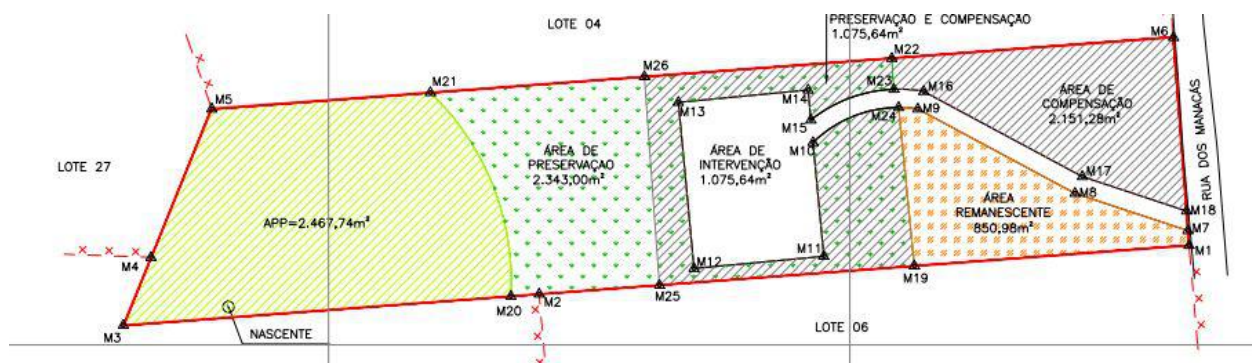 LOTE 04
PRESERVAÇÃO E COMPENSAÇÃO
1.075,64m²
M6
M22
M26
M21
M5
M23
M16
M14
M13
M24
M9
M15
M10
ÁREA DE
COMPENSAÇÃO
2.151,28m²
RUA DOS MANACÁS
LOTE 27
ÁREA DE
PRESERVAÇÃO
2.343,00m²
ÁREA DE
INTERVENÇÃO
1.075,64m²
M17
M8
ÁREA
REMANESCENTE
850,98m²
APP=2.467,74m²
M18
M7
M1
M4
M11
M12
M19
M25
M20
M2
M3
NASCENTE
LOTE 06